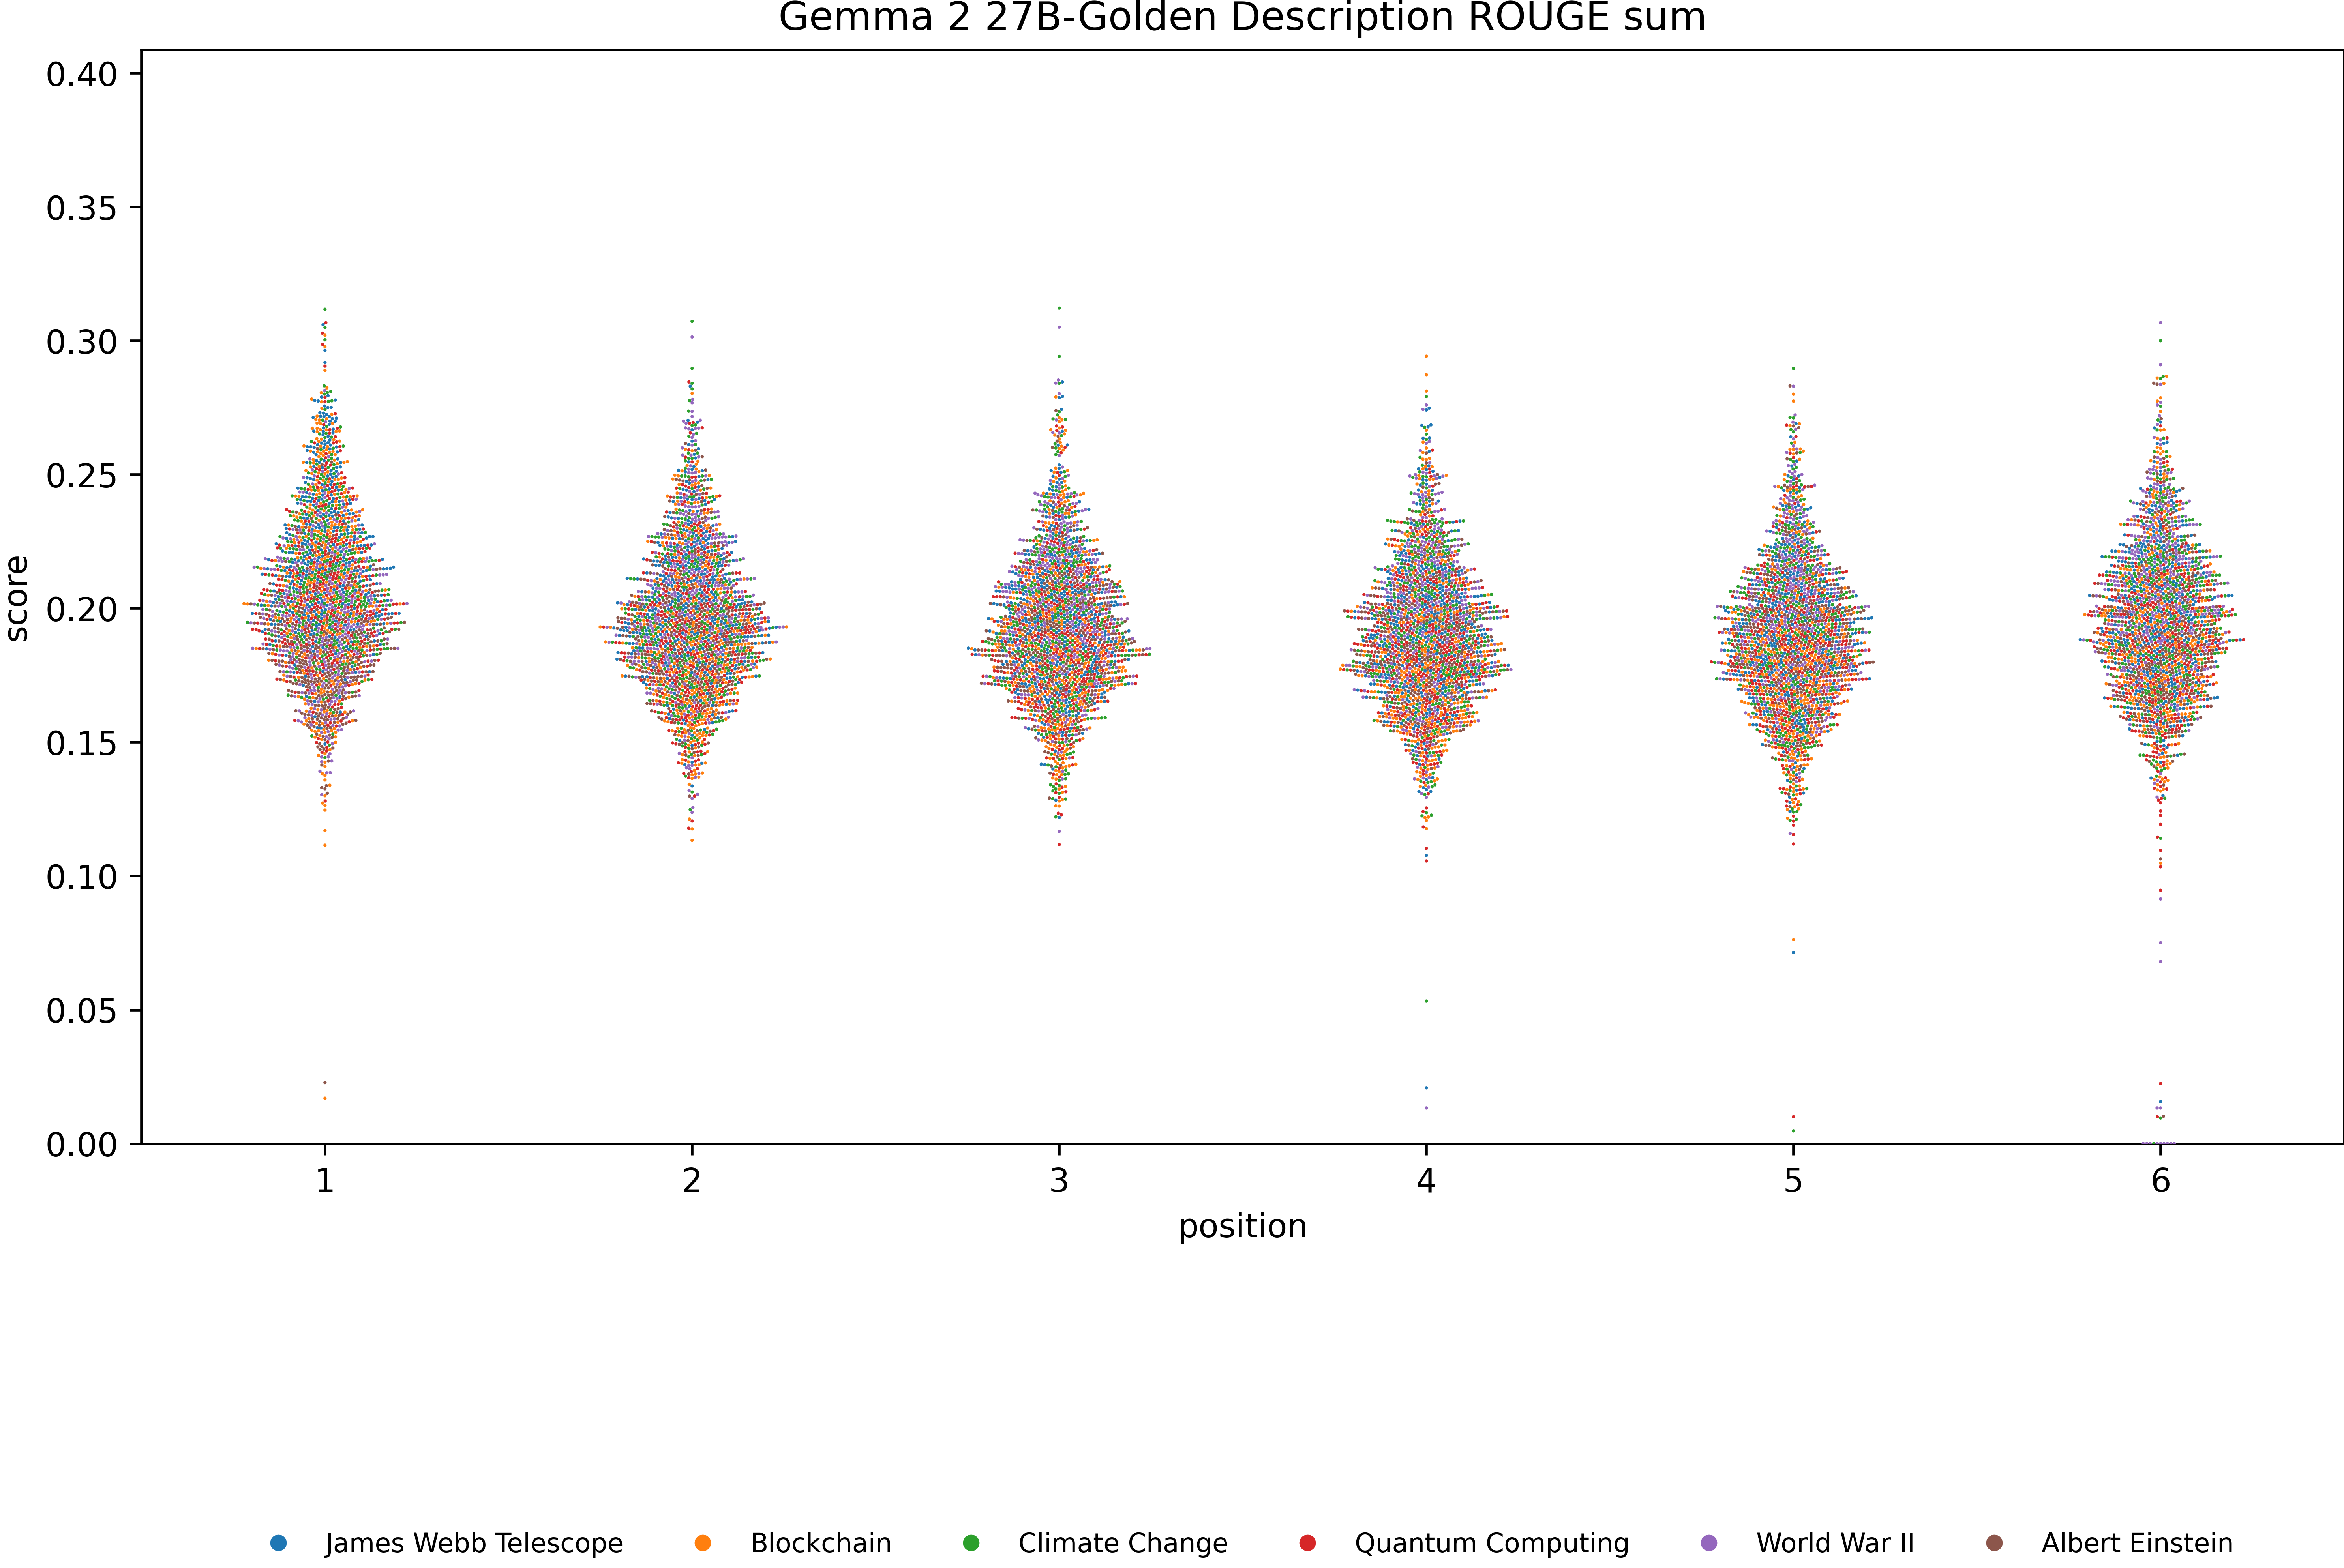 Gemma 2 27B-Golden Description ROUGE sum
0.40
0.35
0.30
0.25
0.20
0.15
0.10
0.05
0.00
score
1 2 3 4 5 6
position
James Webb Telescope Blockchain Climate Change Quantum Computing World War II Albert Einstein